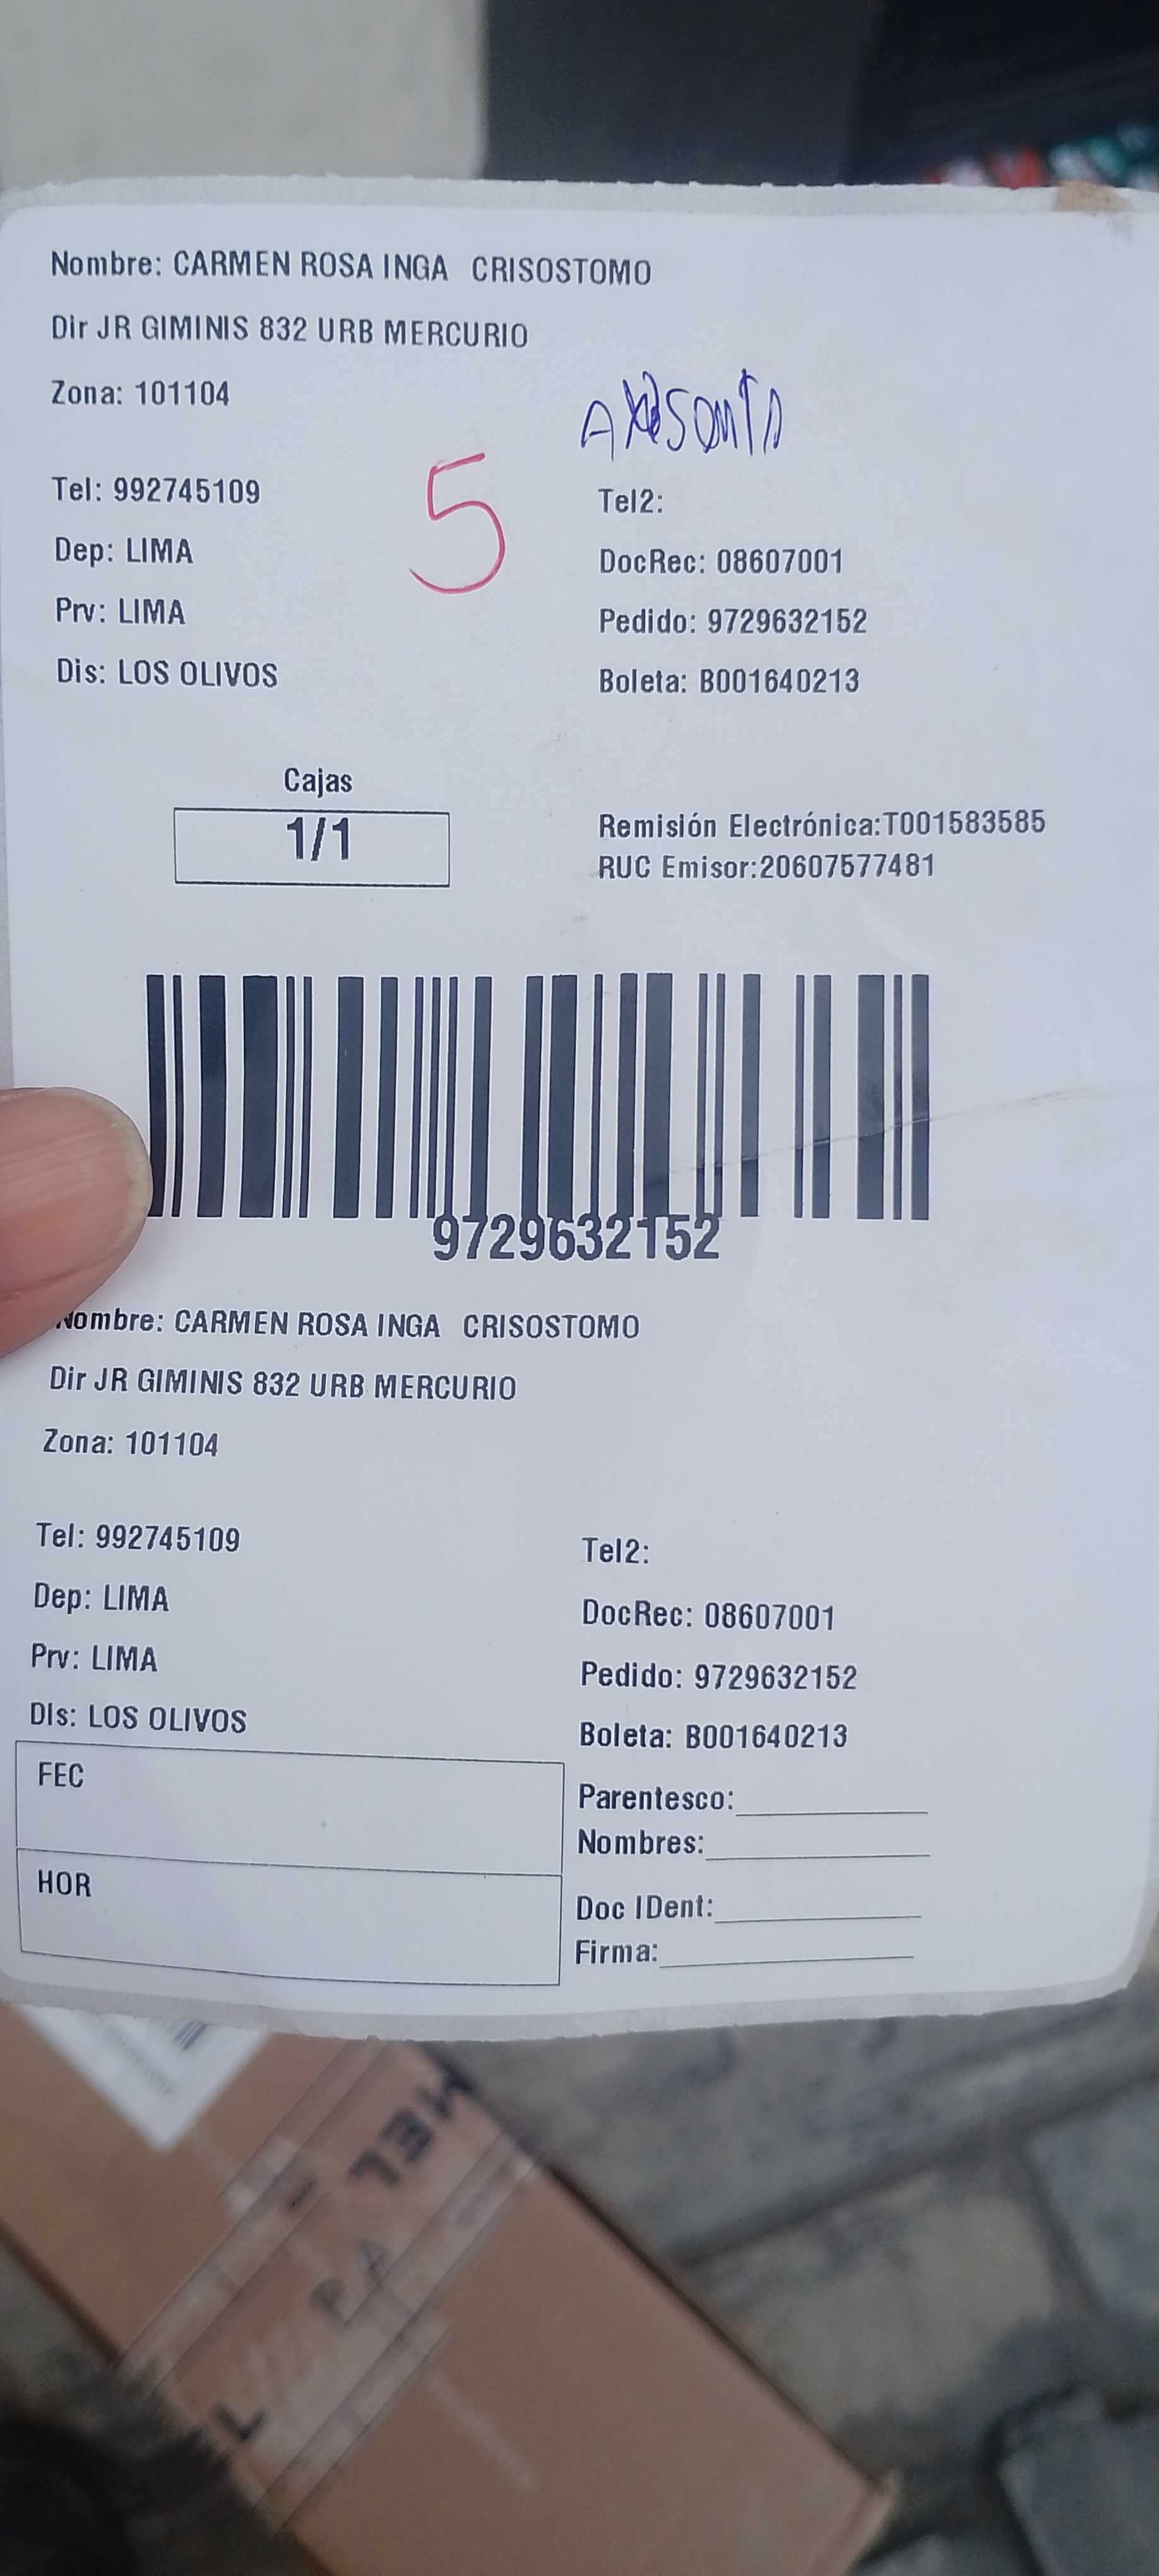 Nombre: CARMEN ROSA INGA CRISOSTOMO
Dir JR GIMINIS 832 URB MERCURIO
Zona: 101104
5
Tel: 992745109
Tel2:
Dep: LIMA
DocRec: 08607001
Prv: LIMA
Pedido: 9729632152
Dis: LOS OLIVOS
Boleta: B001640213
Cajas
1/1
Remisión Electrónica:T001583585
RUC Emisor:20607577481
9729632152
Nombre: CARMEN ROSA INGA CRISOSTOMO
Dir JR GIMINIS 832 URB MERCURIO
Zona: 101104
Tel: 992745109
Tel2:
Dep: LIMA
DocRec: 08607001
Prv: LIMA
Pedido: 9729632152
Dis: LOS OLIVOS
Boleta: B001640213
FEC
Parentesco:
Nombres:
HOR
Doc IDent:
Firma: